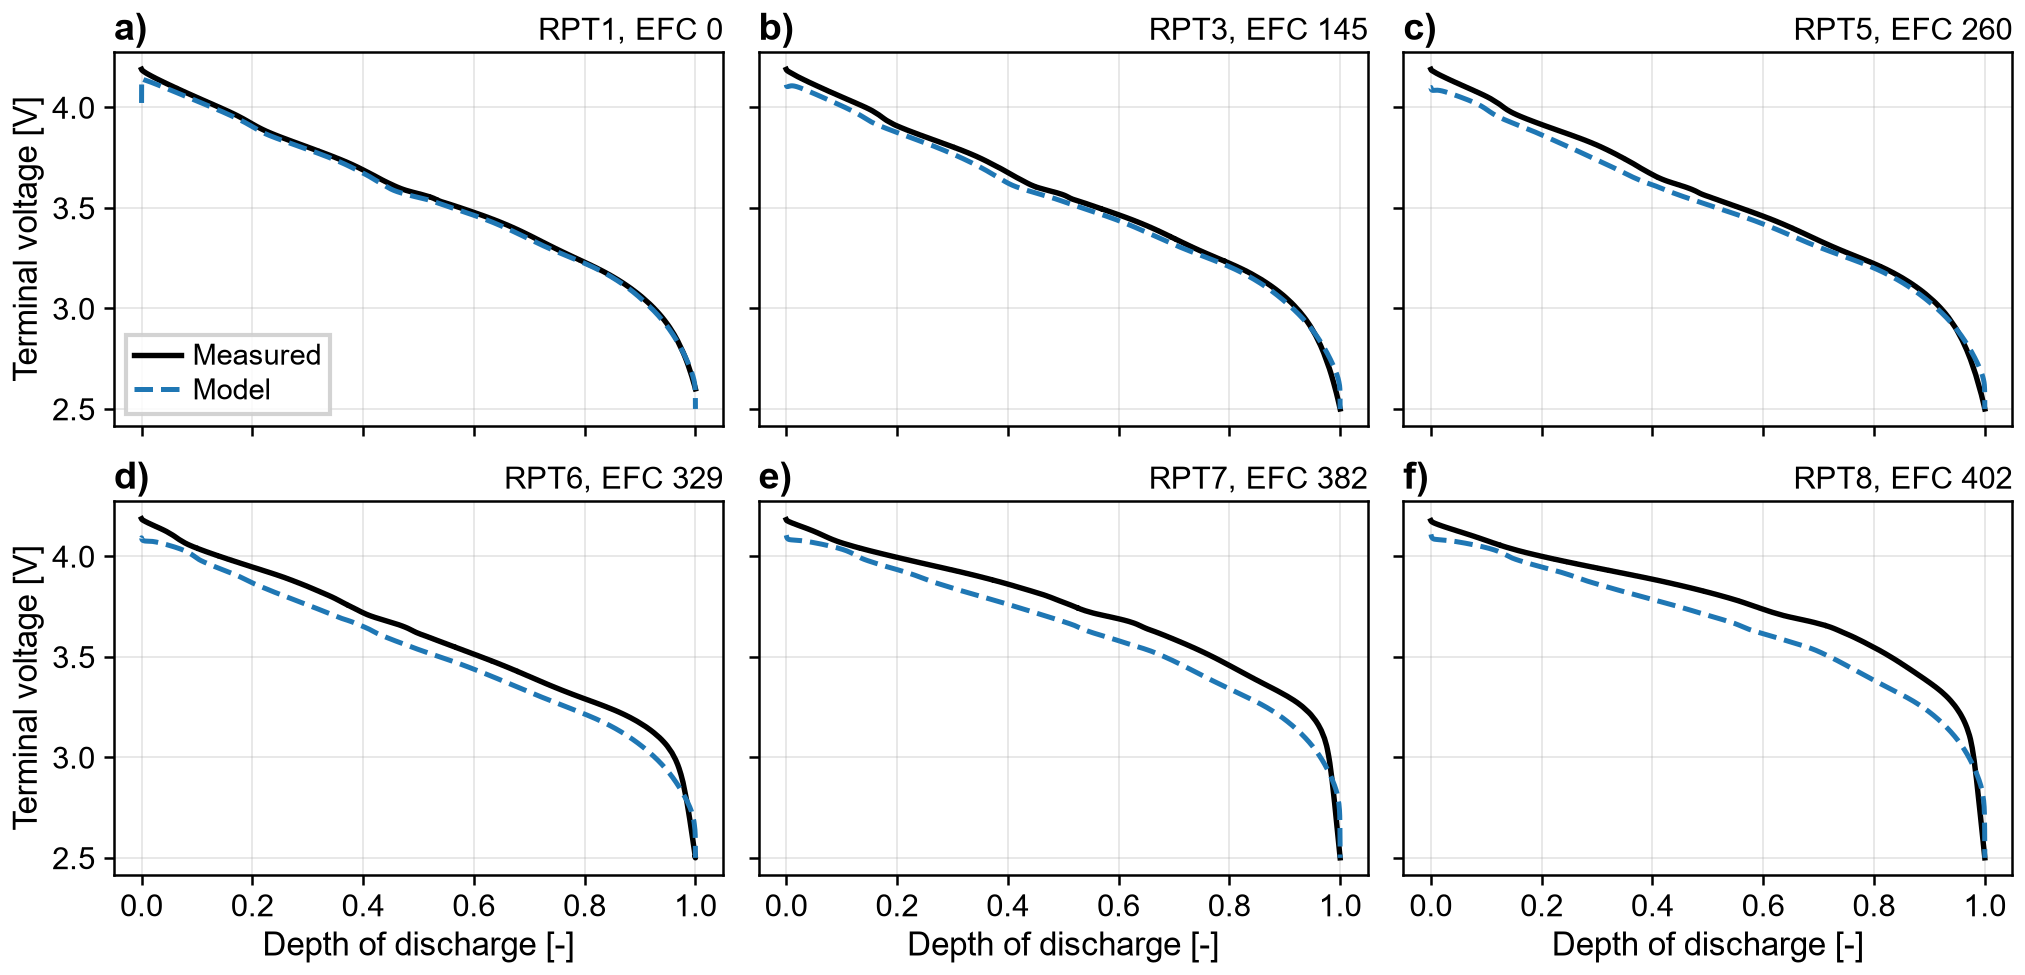 a) RPT1, EFC 0
b) RPT3, EFC 145
c) RPT5, EFC 260
Terminal voltage [V]
4.0
3.5
3.0
2.5
Measured
Model
d) RPT6, EFC 329
e) RPT7, EFC 382
f) RPT8, EFC 402
Terminal voltage [V]
4.0
3.5
3.0
2.5
0.0 0.2 0.4 0.6 0.8 1.0
0.0 0.2 0.4 0.6 0.8 1.0
0.0 0.2 0.4 0.6 0.8 1.0
Depth of discharge [-]
Depth of discharge [-]
Depth of discharge [-]